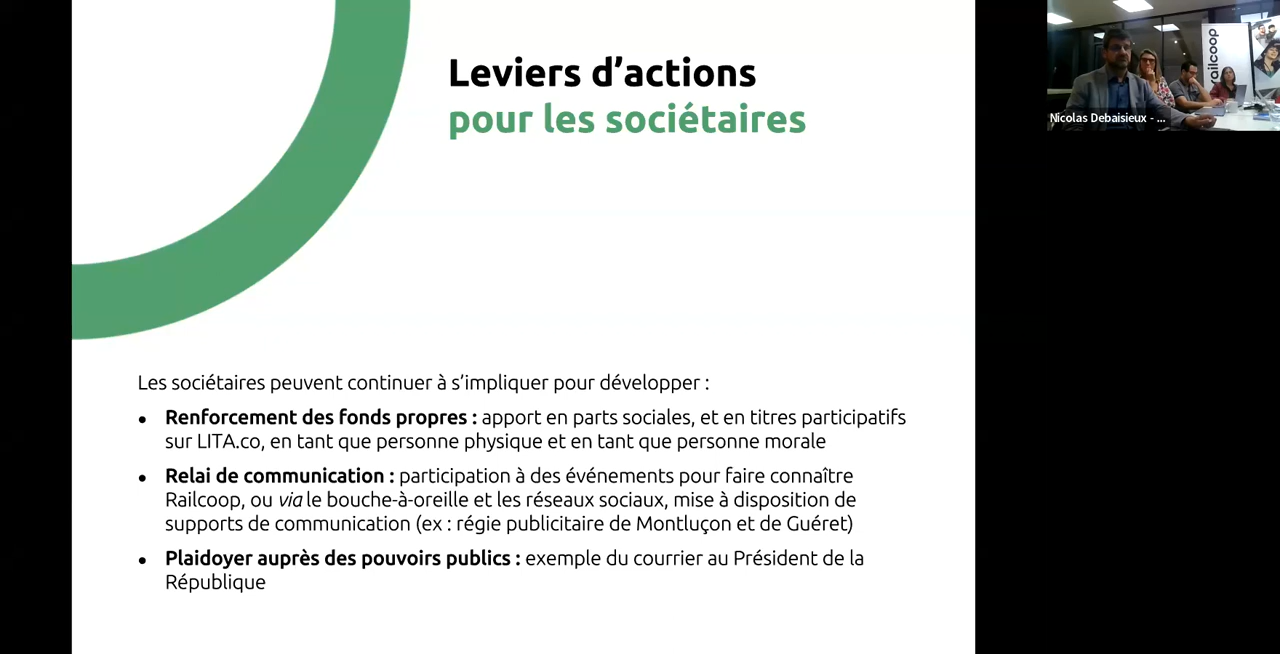 Leviers d’actions
pour les sociétaires
railcoop
Nicolas Debaisieux - ...
Les sociétaires peuvent continuer à s’impliquer pour développer :
● Renforcement des fonds propres : apport en parts sociales, et en titres participatifs
sur LITA.co, en tant que personne physique et en tant que personne morale
● Relai de communication : participation à des événements pour faire connaître
Railcoop, ou via le bouche-à-oreille et les réseaux sociaux, mise à disposition de
supports de communication (ex : régie publicitaire de Montluçon et de Guéret)
● Plaidoyer auprès des pouvoirs publics : exemple du courrier au Président de la
République